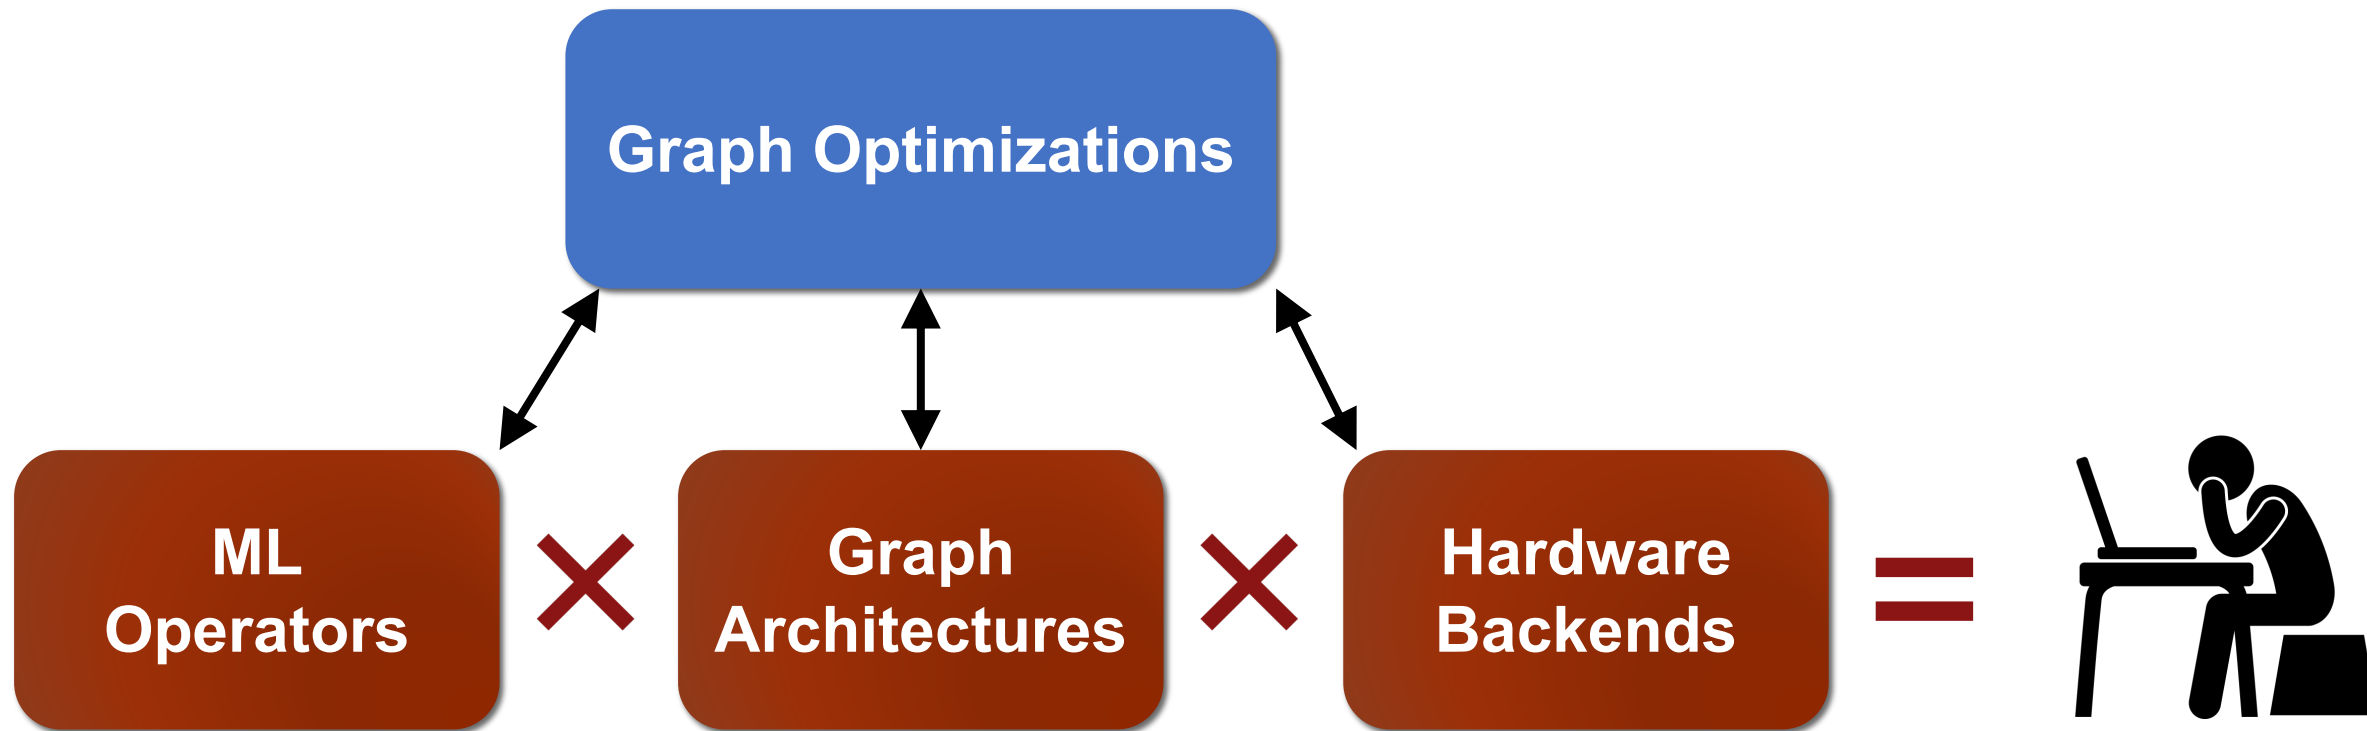 Graph Optimizations
ML
Operators
×
Graph
Architectures
×
Hardware
Backends
=